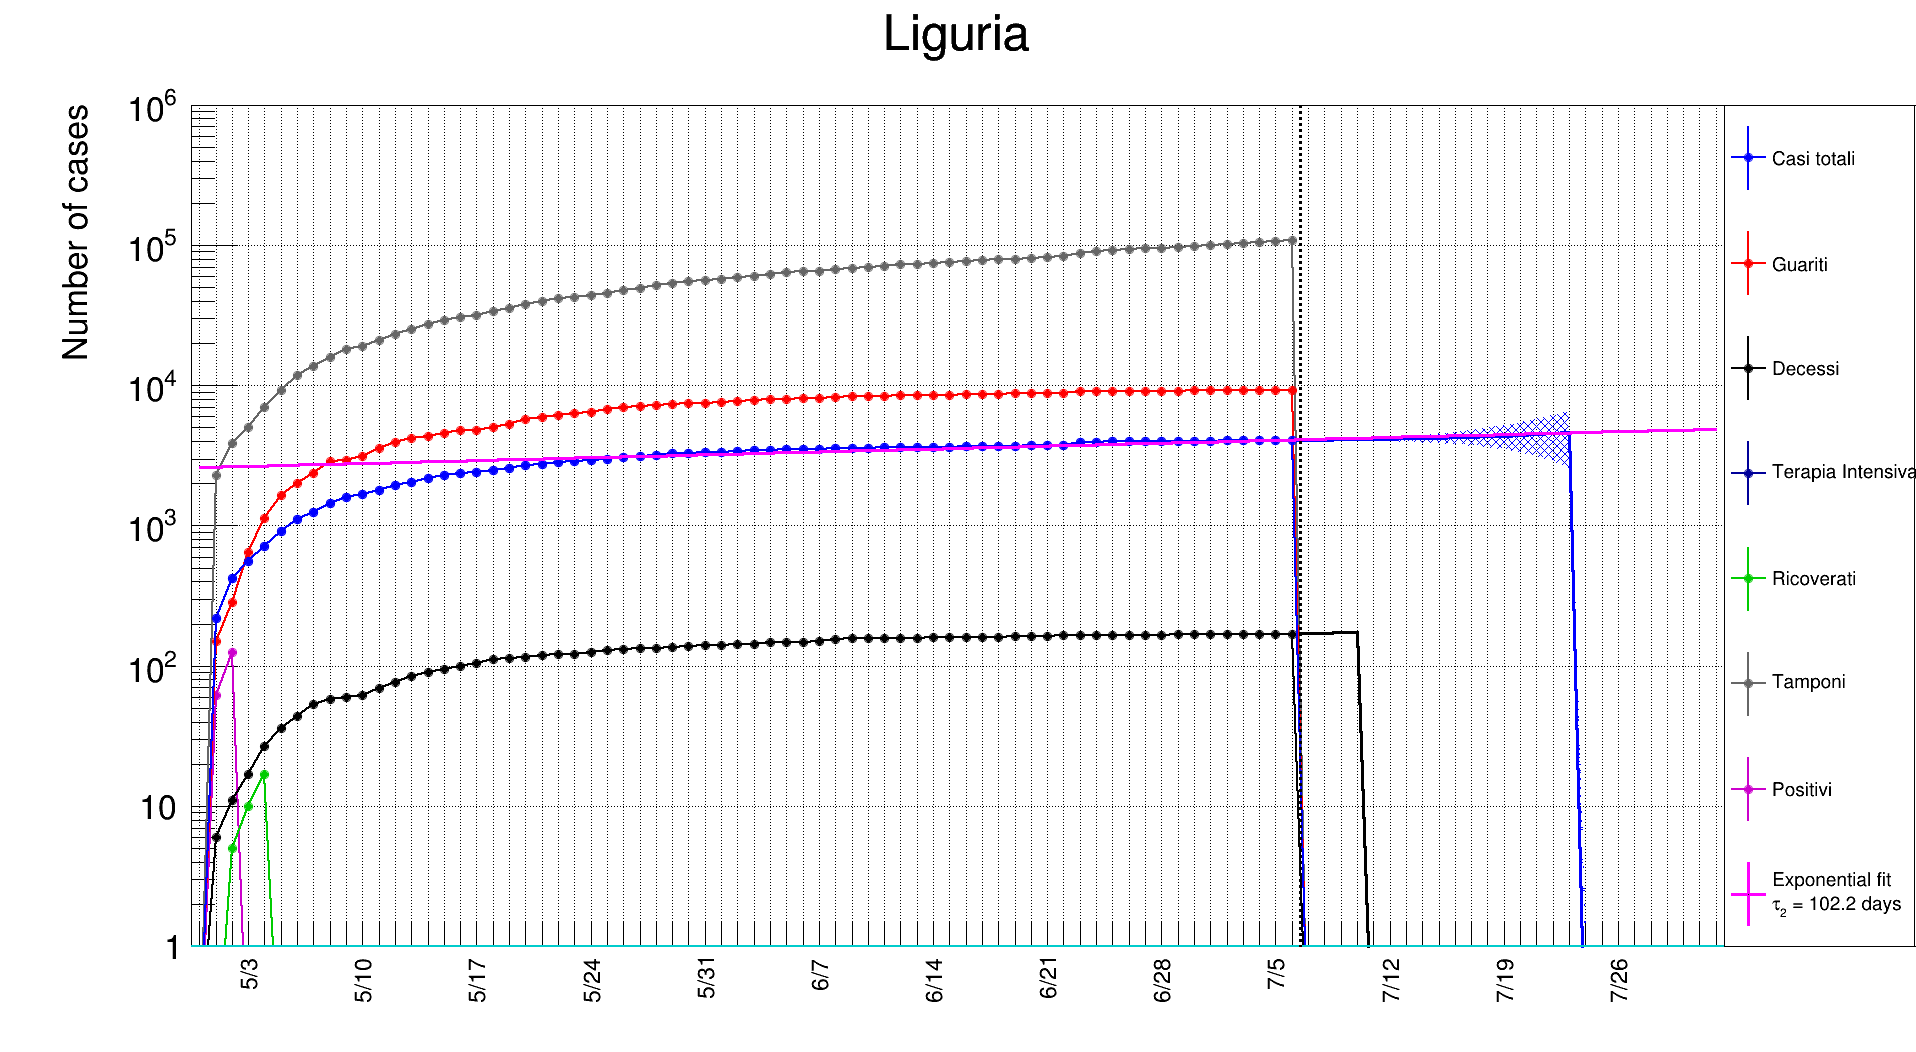 Liguria
Number of cases
10^6
10^5
10^4
10^3
10^2
10
1
5/3
5/10
5/17
5/24
5/31
6/7
6/14
6/21
6/28
7/5
7/12
7/19
7/26
Casi totali
Guariti
Decessi
Terapia Intensiva
Ricoverati
Tamponi
Positivi
Exponential fit
τ_2 = 102.2 days